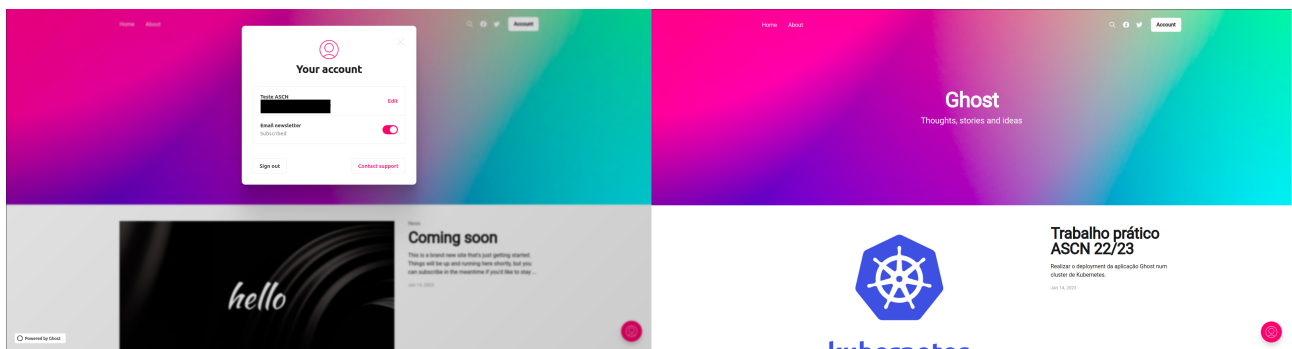 Home About
Account
Your account
Teste ASCN
Edit
Email newsletter
Subscribed
Sign out
Contact support
News
Coming soon
This is a brand new site that's just getting started.
Things will be up and running here shortly, but you
can subscribe in the meantime if you'd like to stay ...
Jan 14, 2023
hello
Powered by Ghost
Home About
Account
Ghost
Thoughts, stories and ideas
Trabalho prático
ASCN 22/23
Realizar o deployment da aplicação Ghost num
cluster de Kubernetes.
Jan 14, 2023
kubernetes